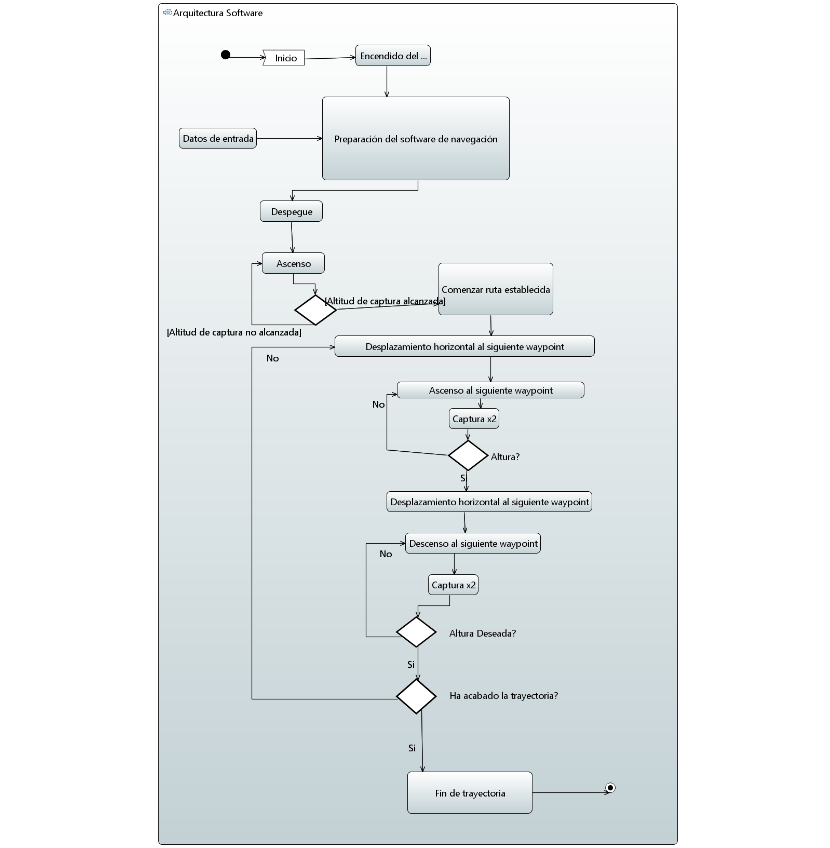 Arquitectura Software
Inicio
Encendido del ...
Datos de entrada
Preparación del software de navegación
Despegue
Ascenso
[Altitud de captura alcanzada]
Comenzar ruta establecida
[Altitud de captura no alcanzada]
Desplazamiento horizontal al siguiente waypoint
No
Ascenso al siguiente waypoint
No
Captura x2
Altura?
S
Desplazamiento horizontal al siguiente waypoint
Descenso al siguiente waypoint
No
Captura x2
Altura Deseada?
Si
Ha acabado la trayectoria?
Si
Fin de trayectoria